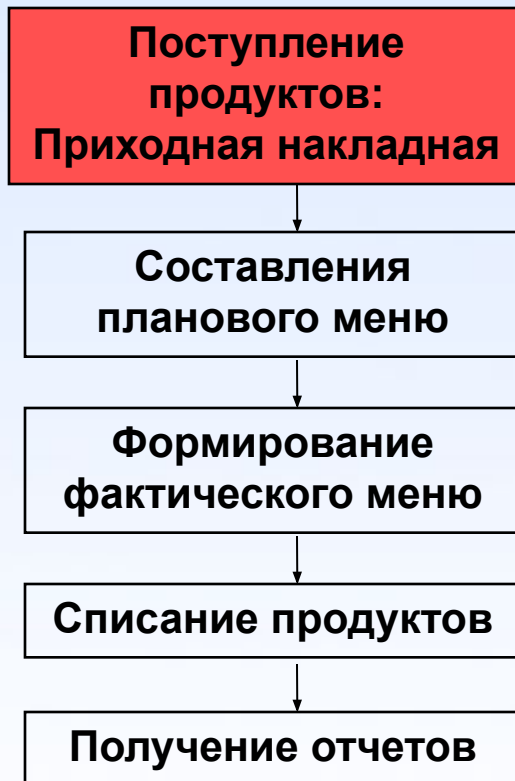 Поступление
продуктов:
Приходная накладная
Составления
планового меню
Формирование
фактического меню
Списание продуктов
Получение отчетов